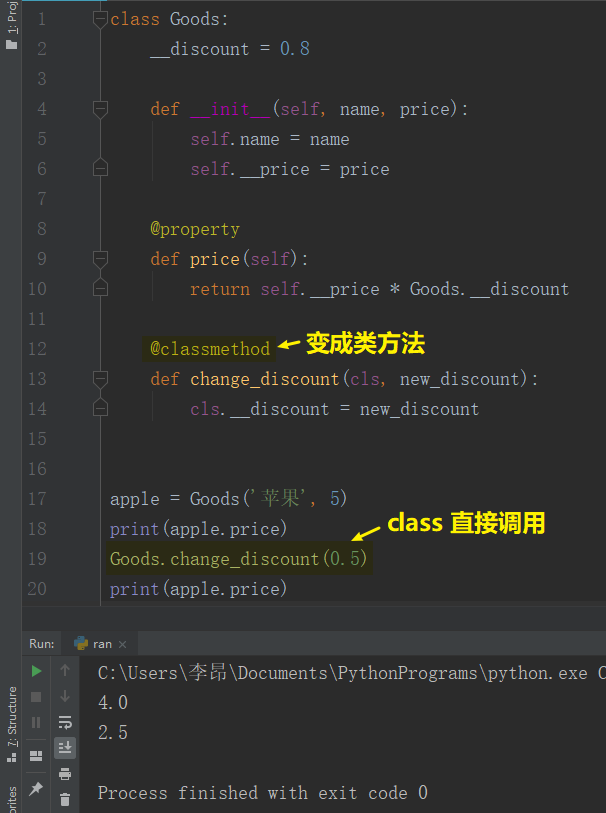 1: Proj
1 class Goods:
2     __discount = 0.8
3
4     def __init__(self, name, price):
5         self.name = name
6         self.__price = price
7
8     @property
9     def price(self):
10         return self.__price * Goods.__discount
11
12     @classmethod 变成类方法
13     def change_discount(cls, new_discount):
14         cls.__discount = new_discount
15
16
17 apple = Goods('苹果', 5)
class 直接调用
18 print(apple.price)
19 Goods.change_discount(0.5)
20 print(apple.price)
Run: ran ×
C:\Users\李昂\Documents\PythonPrograms\python.exe C
4.0
2.5
Process finished with exit code 0
7: Structure
orites